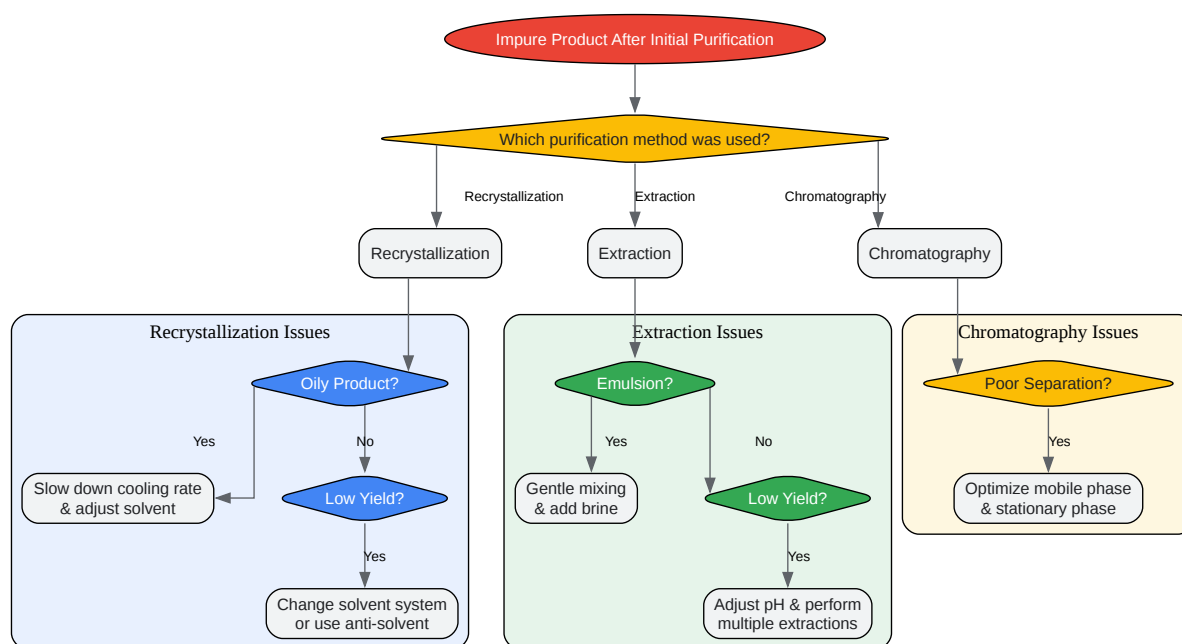 Impure Product After Initial Purification
Which purification method was used?
Recrystallization
Extraction
Chromatography
Recrystallization
Extraction
Chromatography
Recrystallization Issues
Extraction Issues
Chromatography Issues
Oily Product?
Emulsion?
Poor Separation?
Yes
No
Yes
No
Yes
Slow down cooling rate
& adjust solvent
Low Yield?
Gentle mixing
& add brine
Low Yield?
Optimize mobile phase
& stationary phase
Yes
Yes
Change solvent system
or use anti-solvent
Adjust pH & perform
multiple extractions